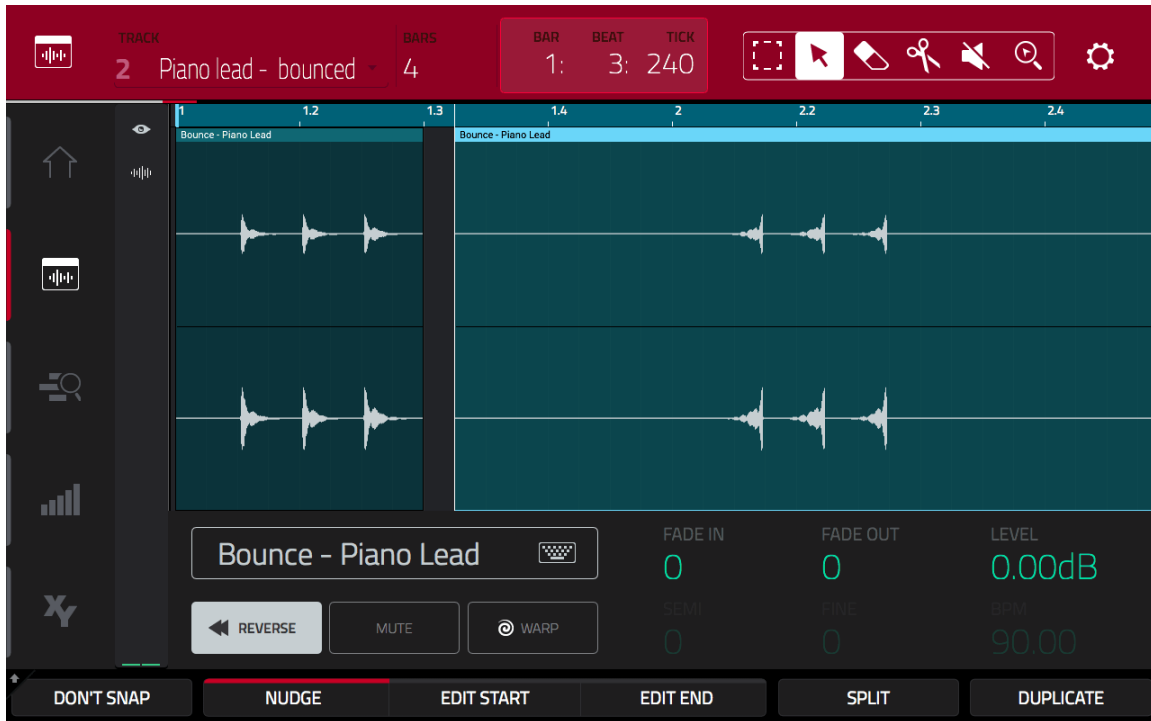 TRACK
BARS
BAR BEAT TICK
2 Piano lead - bounced
4
1: 3: 240
1 1.2 1.3 1.4 2 2.2 2.3 2.4
Bounce - Piano Lead
Bounce - Piano Lead
Bounce - Piano Lead
FADE IN FADE OUT LEVEL
0 0 0.00dB
REVERSE MUTE WARP
SEMI FINE BPM
0 0 90.00
XY
DON'T SNAP NUDGE EDIT START EDIT END SPLIT DUPLICATE